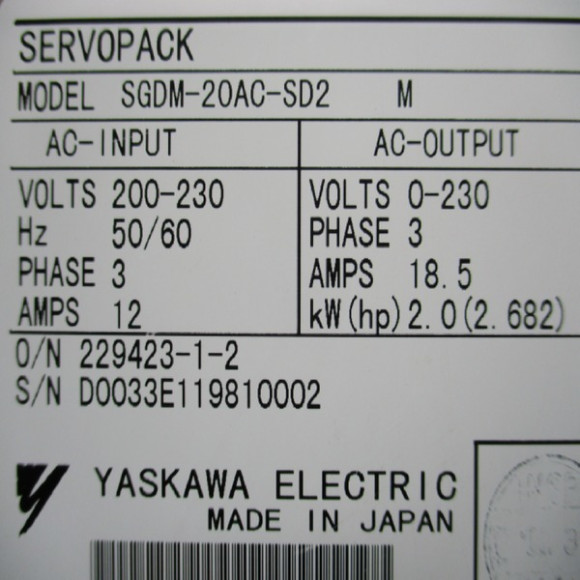 SERVOPACK
MODEL SGDM-20AC-SD2 M
AC-INPUT AC-OUTPUT
VOLTS 200-230 VOLTS 0-230
Hz 50/60 PHASE 3
PHASE 3 AMPS 18.5
AMPS 12 kW(hp) 2.0(2.682)
O/N 229423-1-2
S/N D0033E119810002
YASKAWA ELECTRIC
MADE IN JAPAN